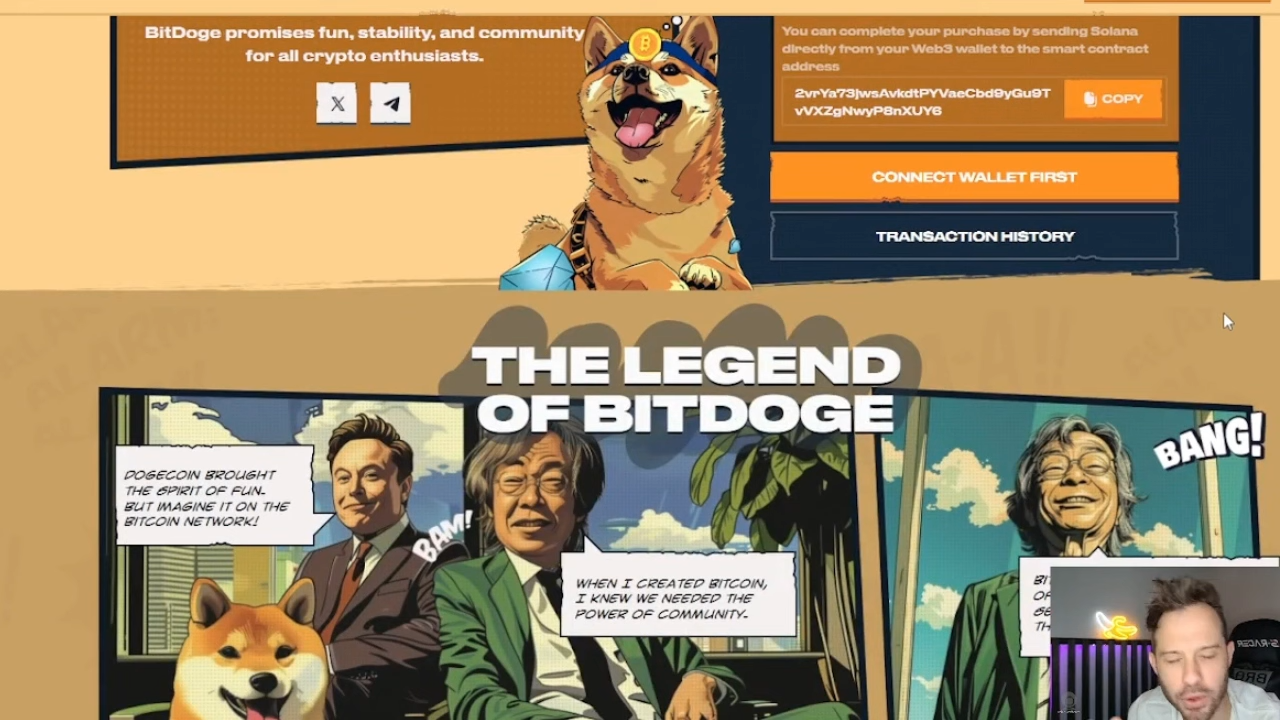 BitDoge promises fun, stability, and community
for all crypto enthusiasts.
You can complete your purchase by sending Solana
directly from your Web3 wallet to the smart contract
address
2vrYa73jwsAvkdtPYVaeCbd9yGu9T
vVXZgNwyP8nXUY6
COPY
CONNECT WALLET FIRST
TRANSACTION HISTORY
THE LEGEND
OF BITDOGE
DOGECOIN BROUGHT
THE SPIRIT OF FUN-
BUT IMAGINE IT ON THE
BITCOIN NETWORK!
BAM!
WHEN I CREATED BITCOIN,
I KNEW WE NEEDED THE
POWER OF COMMUNITY-
BANG!